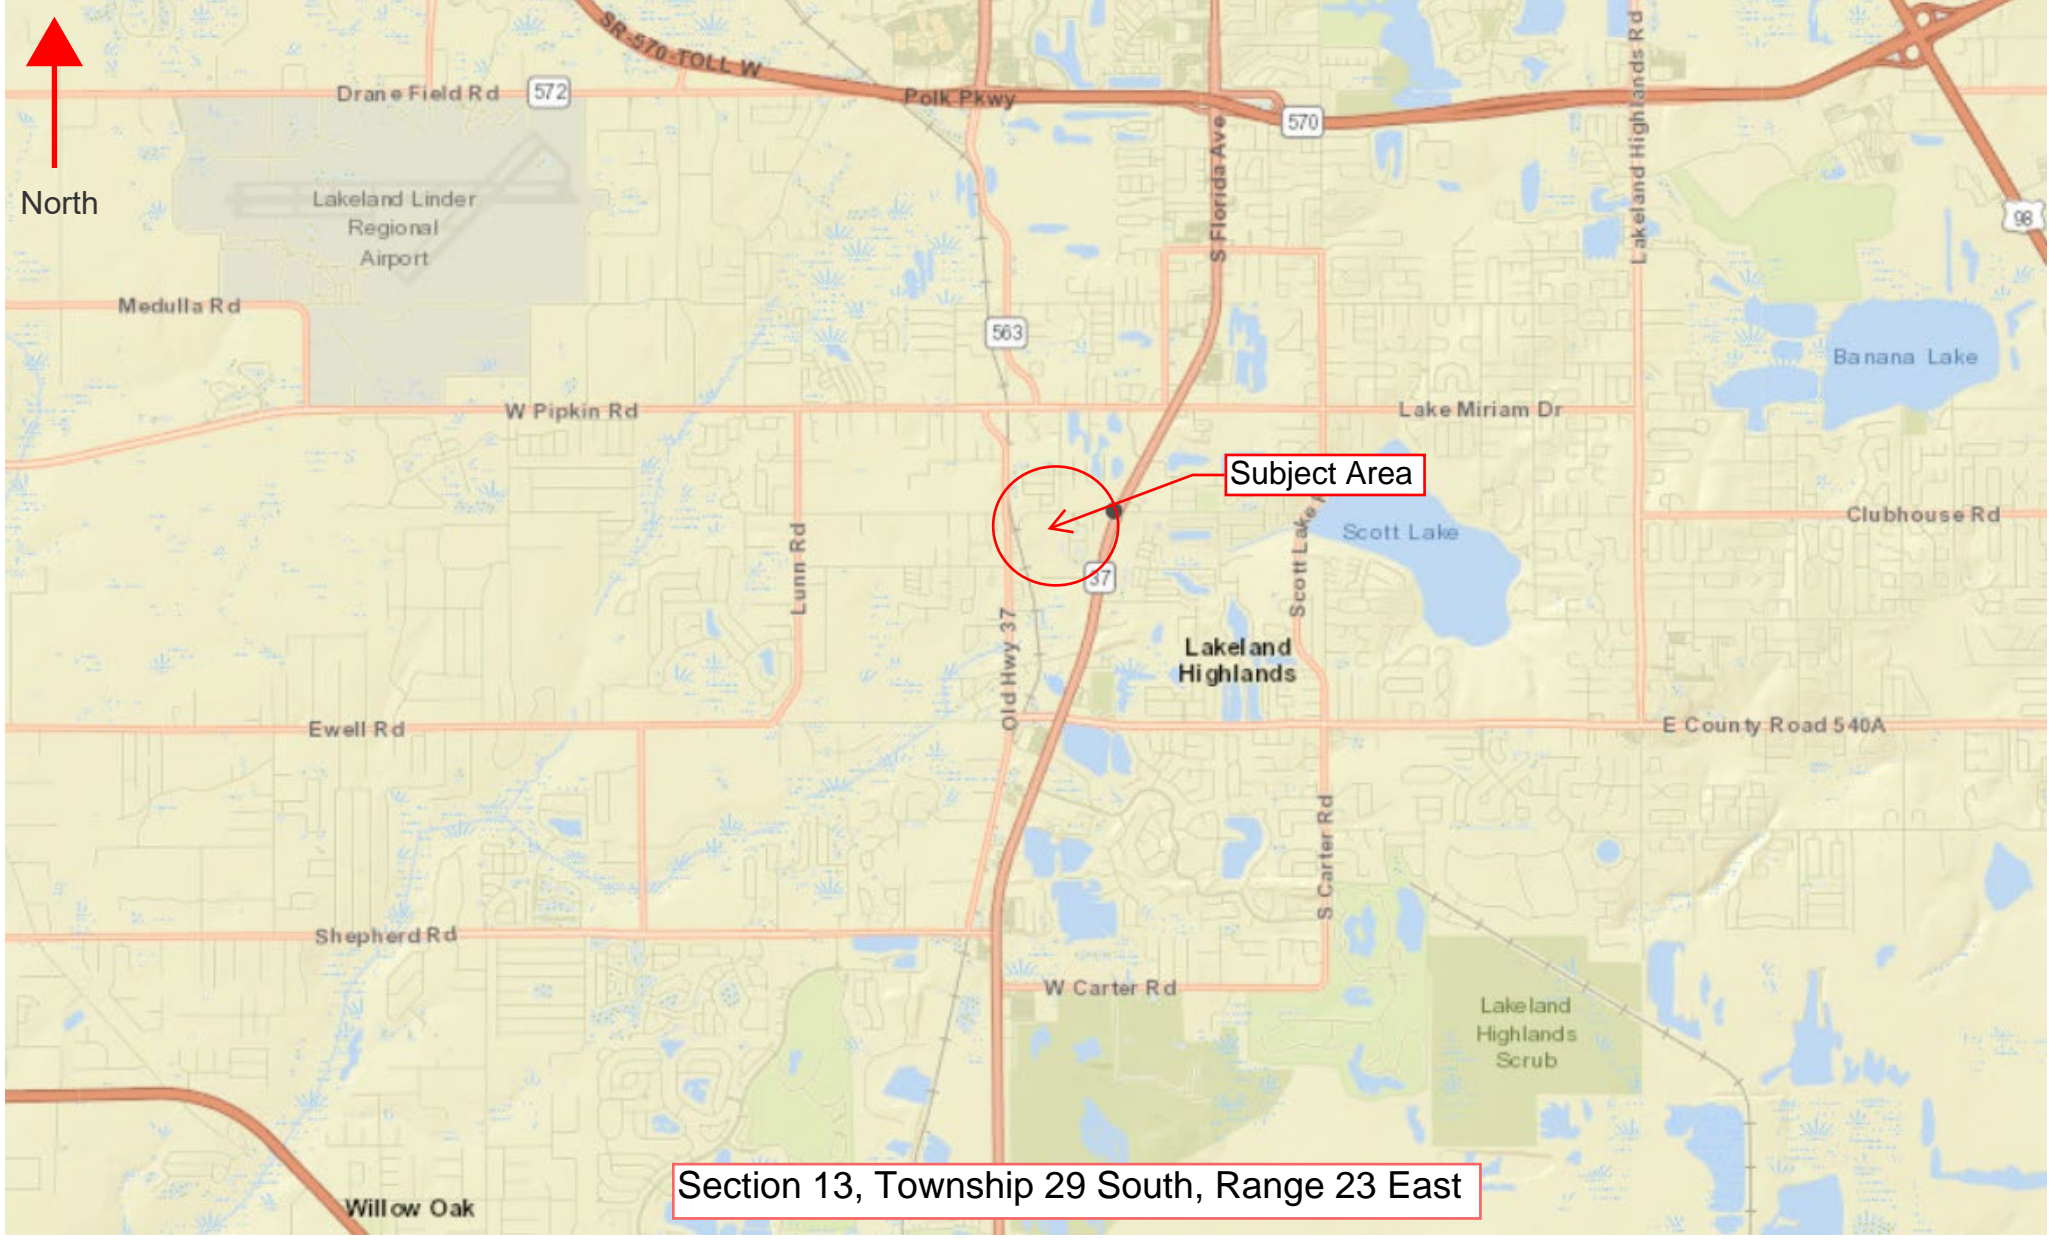 SR-570-TOLL W
Drane Field Rd
572
Polk Pkwy
570
Lakeland Highlands Rd
S Florida Ave
North
Lakeland Linder
Regional
Airport
98
Medulla Rd
563
Banana Lake
W Pipkin Rd
Lake Miriam Dr
Subject Area
Clubhouse Rd
Scott Lake
Scott Lake
Lunn Rd
37
Old Hwy 37
Lakeland
Highlands
Ewell Rd
E County Road 540A
S Carter Rd
Shepherd Rd
W Carter Rd
Lakeland
Highlands
Scrub
Willow Oak
Section 13, Township 29 South, Range 23 East